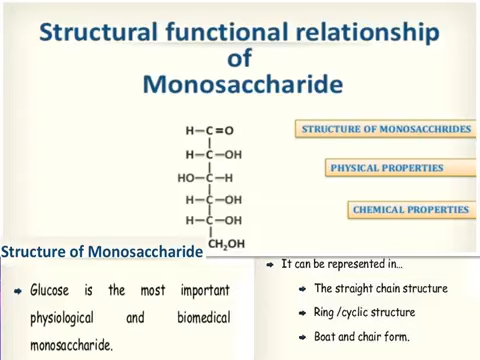 Structural functional relationship
of
Monosaccharide
H—C=O
H—C—OH
HO—C—H
H—C—OH
H—C—OH
CH₂OH
STRUCTURE OF MONOSACCHRIDES
PHYSICAL PROPERTIES
CHEMICAL PROPERTIES
Structure of Monosaccharide
Glucose is the most important
physiological and biomedical
monosaccharide.
It can be represented in…
The straight chain structure
Ring /cyclic structure
Boat and chair form.